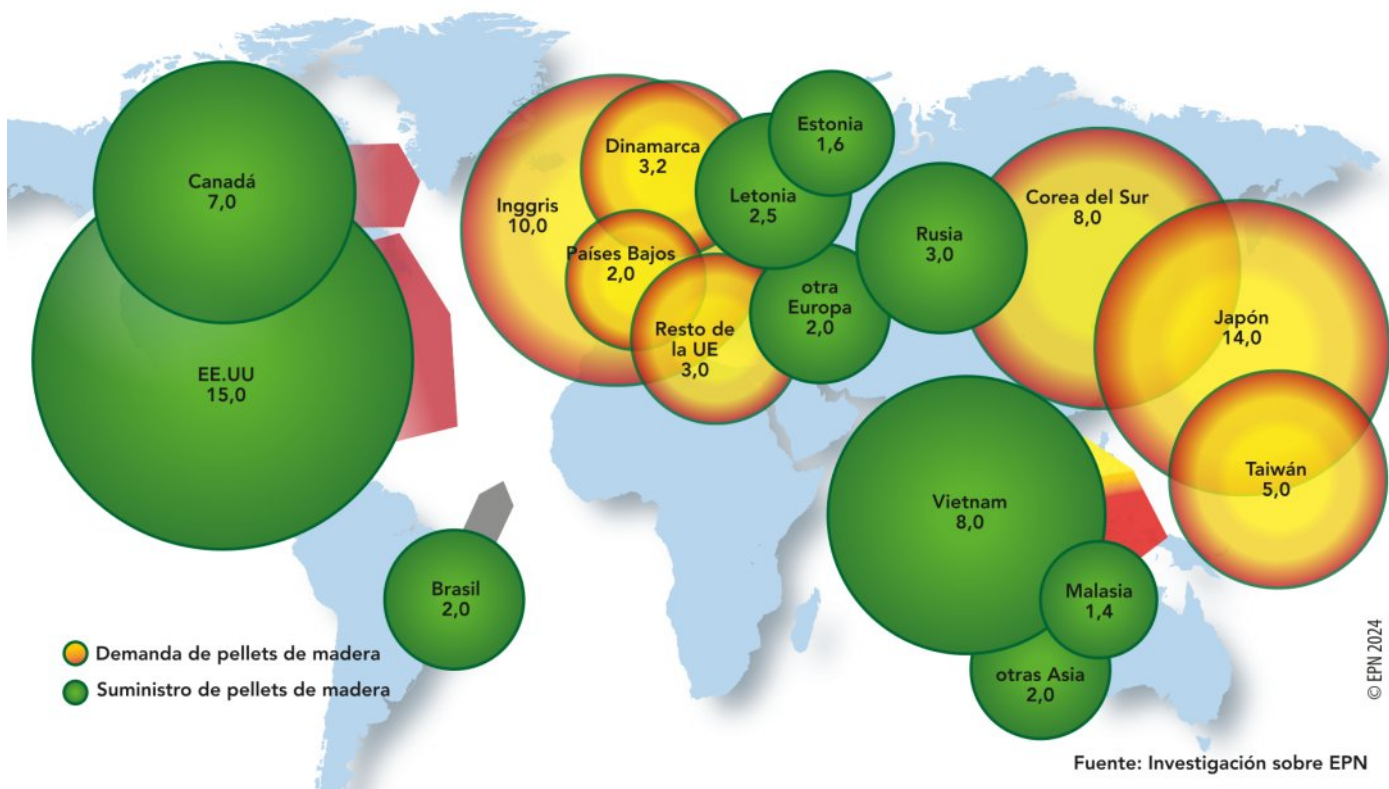 Canadá
7,0
EE.UU
15,0
Inggris
10,0
Dinamarca
3,2
Países Bajos
2,0
Resto de
la UE
3,0
Letonia
2,5
Estonia
1,6
otra
Europa
2,0
Rusia
3,0
Corea del Sur
8,0
Japón
14,0
Taiwán
5,0
Vietnam
8,0
Malasia
1,4
otras Asia
2,0
Brasil
2,0
Demanda de pellets de madera
Suministro de pellets de madera
© EPN 2024
Fuente: Investigación sobre EPN